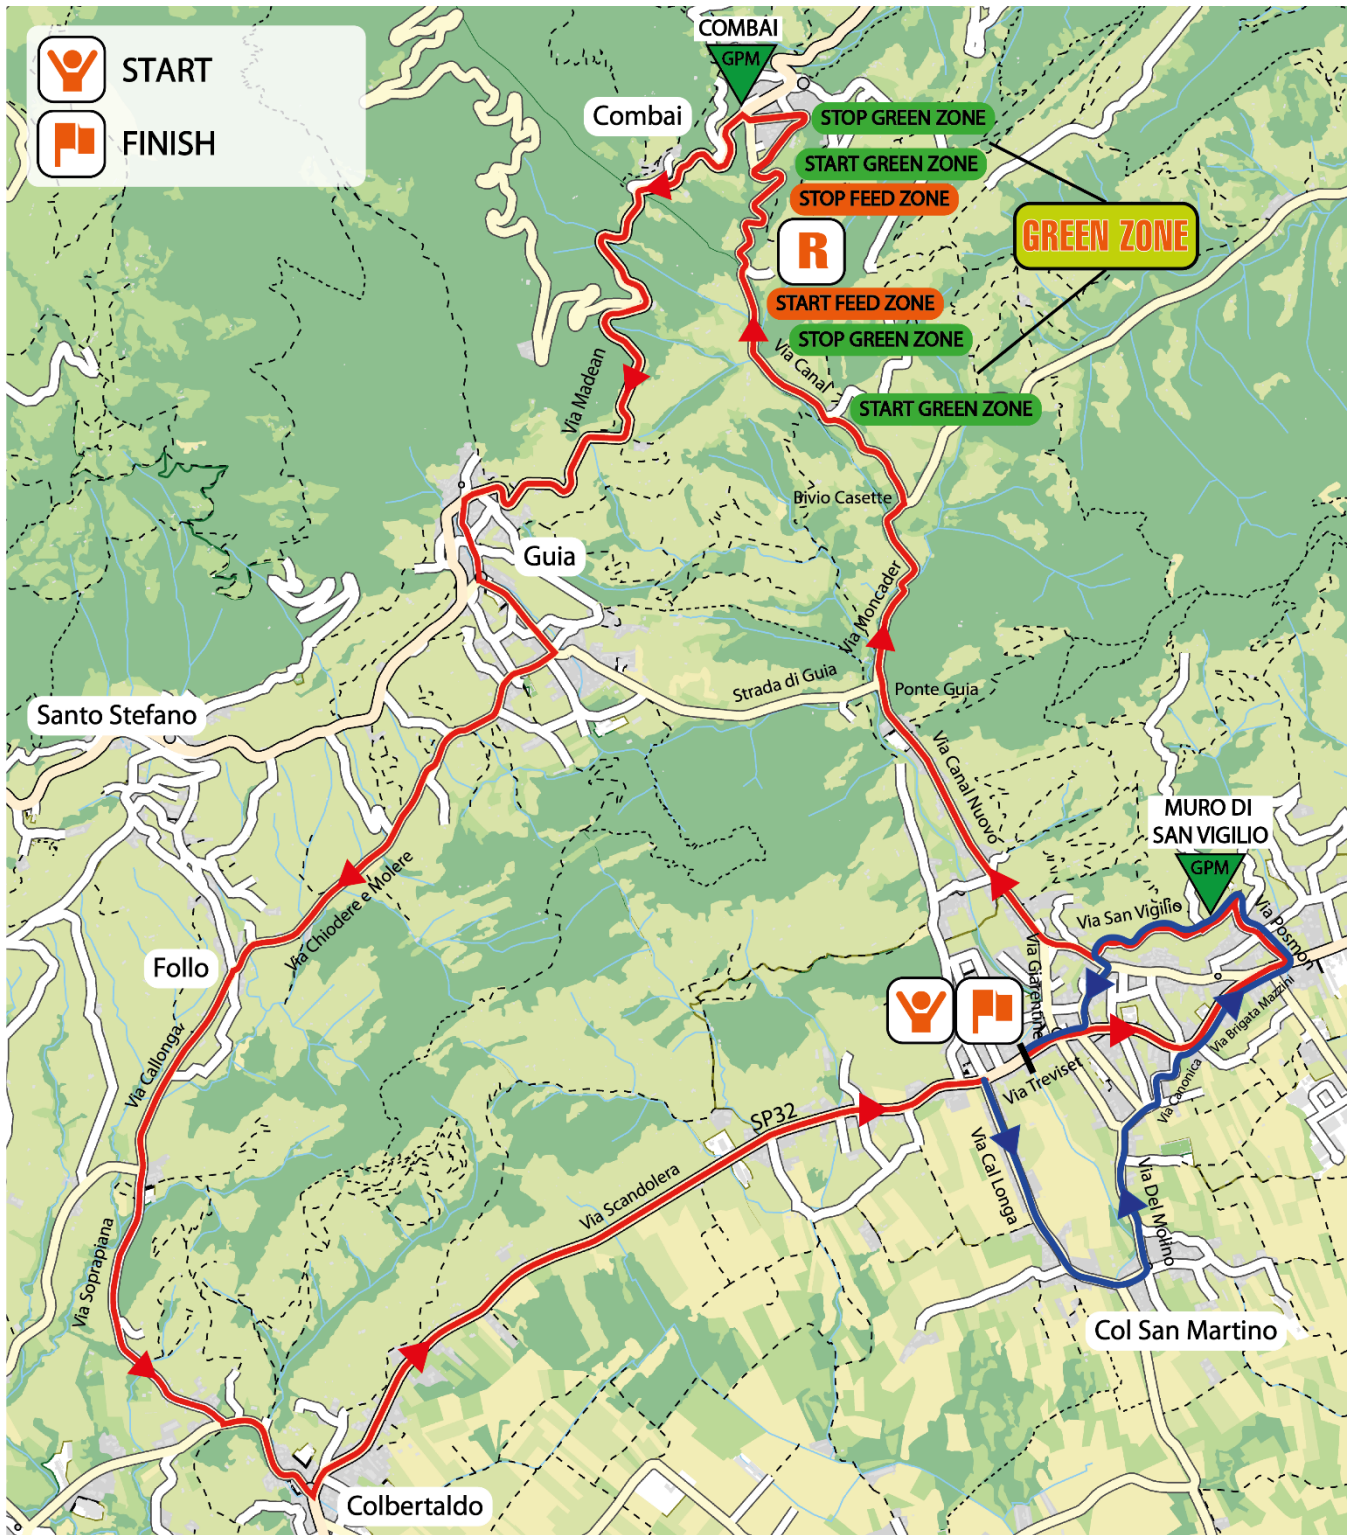 START
FINISH
COMBAI
GPM
Combai
STOP GREEN ZONE
START GREEN ZONE
STOP FEED ZONE
GREEN ZONE
R
START FEED ZONE
STOP GREEN ZONE
Via Canal
Via Madean
START GREEN ZONE
Bivio Casette
Guia
Via Moncader
Strada di Guia
Ponte Guia
Santo Stefano
Via Canal Nuovo
MURO DI
SAN VIGILIO
GPM
Via Chiodere e Molere
Via San Vigilio
Via Posmon
Follo
Via Giarentine
Via Brigata Mazzini
Via Callonga
Via Treviset
Via Canonica
SP32
Via Cal Longa
Via Scandolera
Via Del Molino
Via Soprapiana
Col San Martino
Colbertaldo